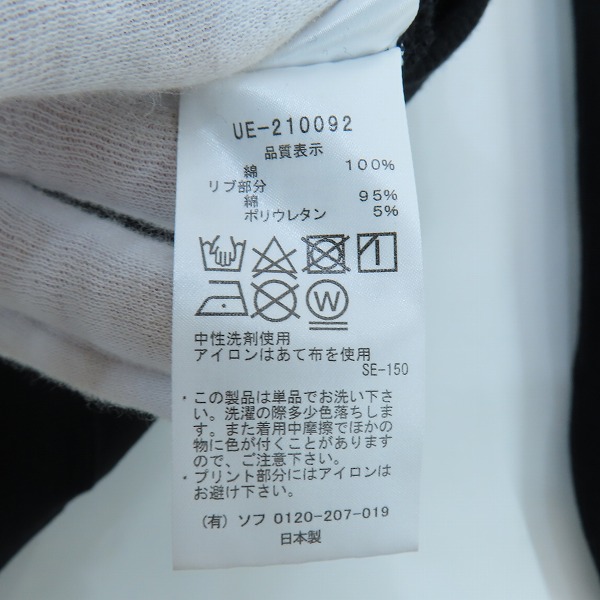 UE-210092
品質表示
綿 100%
リブ部分
綿 95%
ポリウレタン 5%
W
中性洗剤使用
アイロンはあて布を使用
SE-150
・この製品は単品でお洗い下さ
い。洗濯の際多少色落ちしま
す。また着用中摩擦でほかの
物に色が付くことがあります
ので、ご注意下さい。
・プリント部分にはアイロンは
お避け下さい。
(有) ソフ 0120-207-019
日本製